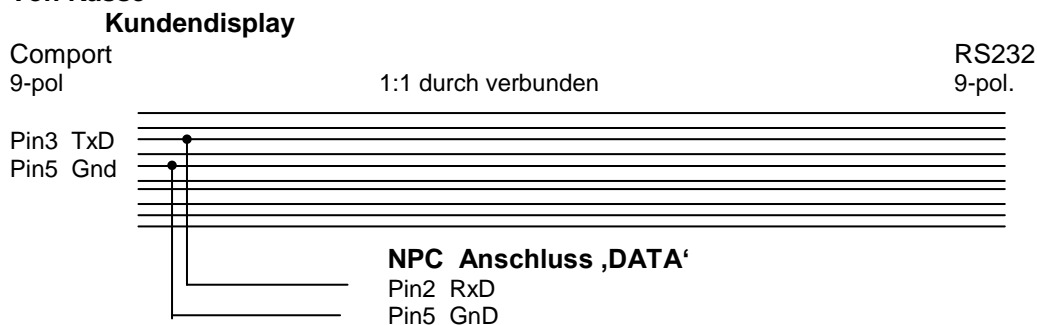 Kundendisplay
Comport RS232
9-pol 1:1 durch verbunden 9-pol.
Pin3 TxD
Pin5 Gnd
NPC Anschluss ‚DATA‘
Pin2 RxD
Pin5 GnD